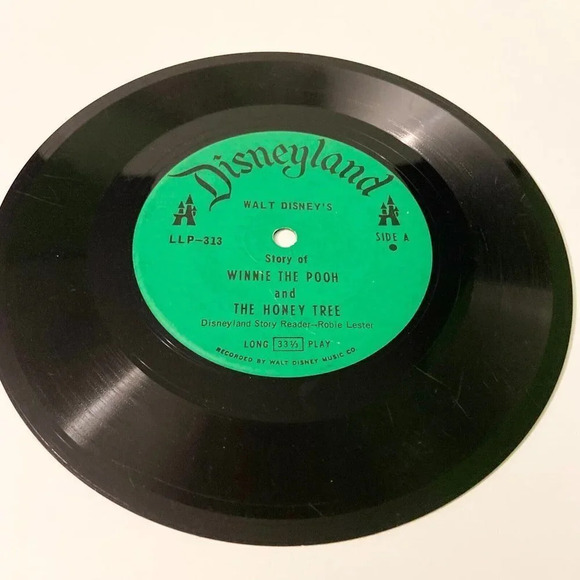 Disneyland
WALT DISNEY'S
LLP-313
SIDE A
Story of
WINNIE THE POOH
and
THE HONEY TREE
Disneyland Story Reader--Robie Lester
LONG 33⅓ PLAY
RECORDED BY WALT DISNEY MUSIC CO.